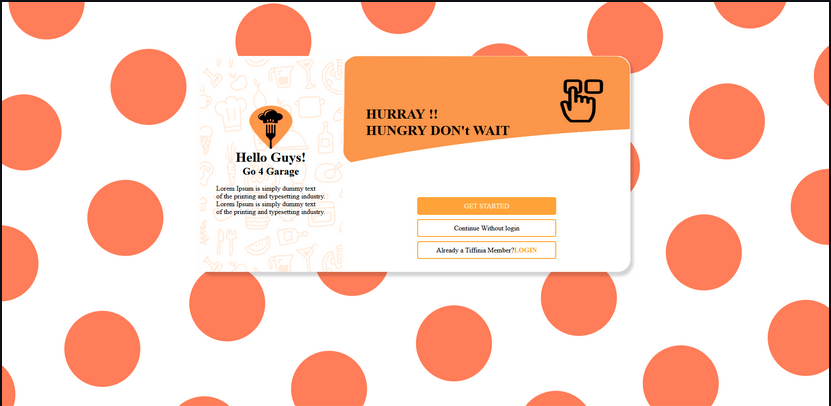 Hello Guys!
Go 4 Garage
Lorem Ipsum is simply dummy text
of the printing and typesetting industry.
Lorem Ipsum is simply dummy text
of the printing and typesetting industry.
HURRAY !!
HUNGRY DON't WAIT
GET STARTED
Continue Without login
Already a Tiffinia Member?LOGIN